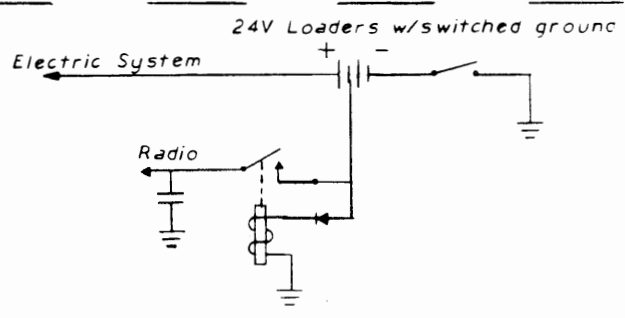 24V Loaders w/switched ground
+ -
Electric System
Radio